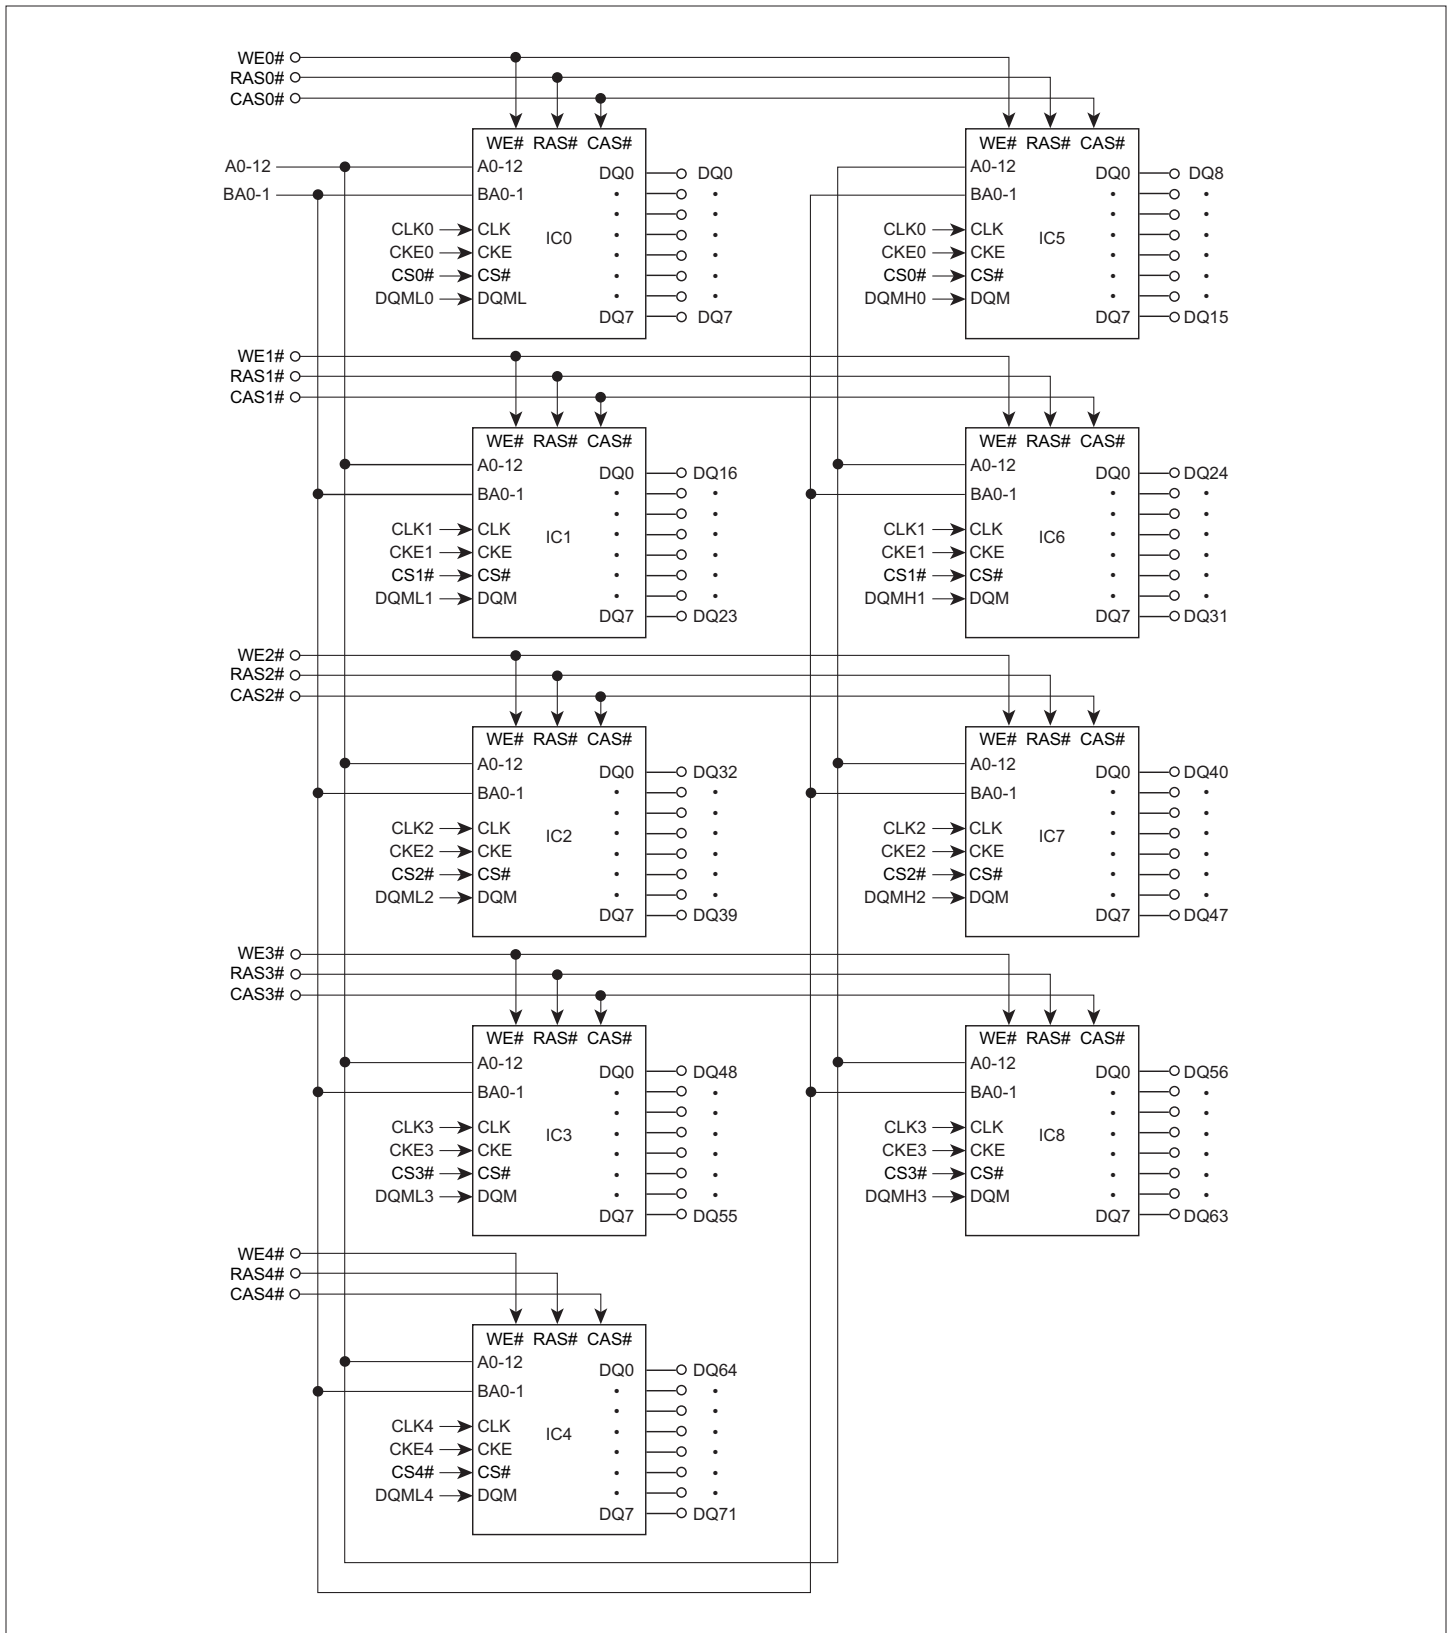 WE0#
RAS0#
CAS0#
WE# RAS# CAS#
A0-12 A0-12
BA0-1 BA0-1
CLK0 CLK
CKE0 CKE
CS0# CS#
DQML0 DQML
IC0
DQ0 DQ0
DQ7 DQ7
WE# RAS# CAS#
A0-12
BA0-1
CLK0 CLK
CKE0 CKE
CS0# CS#
DQMH0 DQM
IC5
DQ0 DQ8
DQ7 DQ15
WE1#
RAS1#
CAS1#
WE# RAS# CAS#
A0-12
BA0-1
CLK1 CLK
CKE1 CKE
CS1# CS#
DQML1 DQM
IC1
DQ0 DQ16
DQ7 DQ23
WE# RAS# CAS#
A0-12
BA0-1
CLK1 CLK
CKE1 CKE
CS1# CS#
DQMH1 DQM
IC6
DQ0 DQ24
DQ7 DQ31
WE2#
RAS2#
CAS2#
WE# RAS# CAS#
A0-12
BA0-1
CLK2 CLK
CKE2 CKE
CS2# CS#
DQML2 DQM
IC2
DQ0 DQ32
DQ7 DQ39
WE# RAS# CAS#
A0-12
BA0-1
CLK2 CLK
CKE2 CKE
CS2# CS#
DQMH2 DQM
IC7
DQ0 DQ40
DQ7 DQ47
WE3#
RAS3#
CAS3#
WE# RAS# CAS#
A0-12
BA0-1
CLK3 CLK
CKE3 CKE
CS3# CS#
DQML3 DQM
IC3
DQ0 DQ48
DQ7 DQ55
WE# RAS# CAS#
A0-12
BA0-1
CLK3 CLK
CKE3 CKE
CS3# CS#
DQMH3 DQM
IC8
DQ0 DQ56
DQ7 DQ63
WE4#
RAS4#
CAS4#
WE# RAS# CAS#
A0-12
BA0-1
CLK4 CLK
CKE4 CKE
CS4# CS#
DQML4 DQM
IC4
DQ0 DQ64
DQ7 DQ71